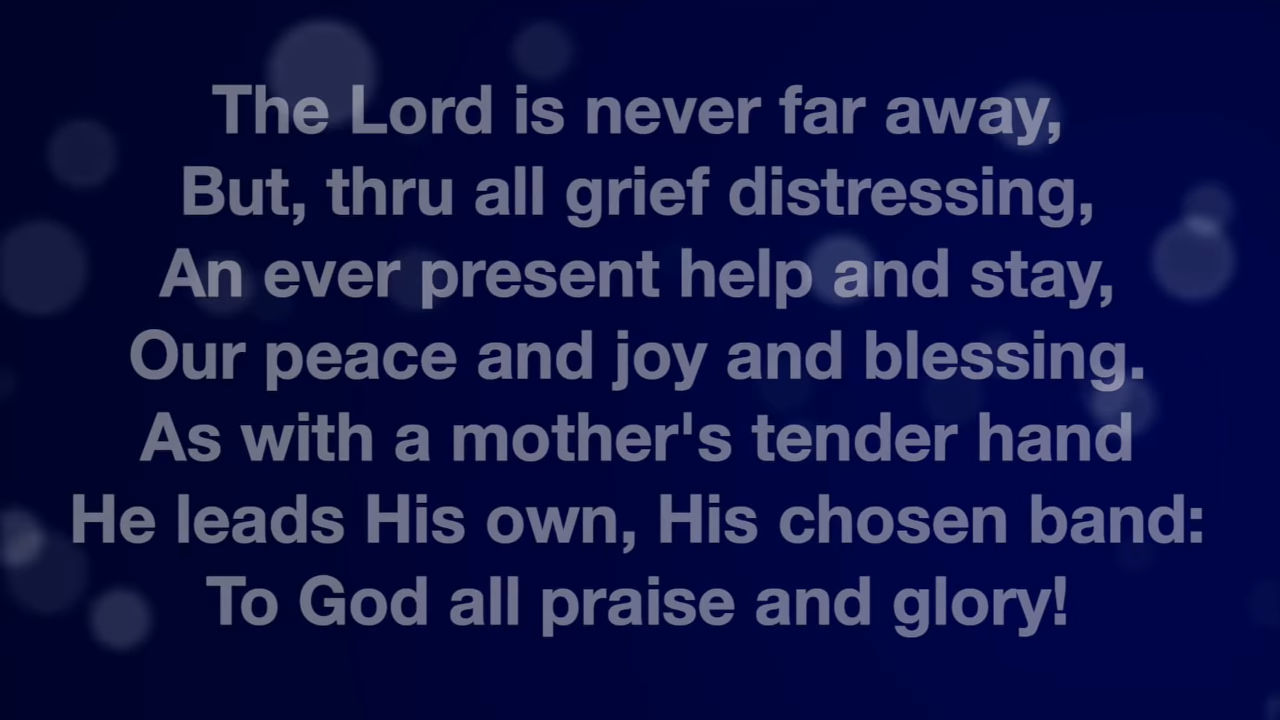 The Lord is never far away,
But, thru all grief distressing,
An ever present help and stay,
Our peace and joy and blessing.
As with a mother's tender hand
He leads His own, His chosen band:
To God all praise and glory!